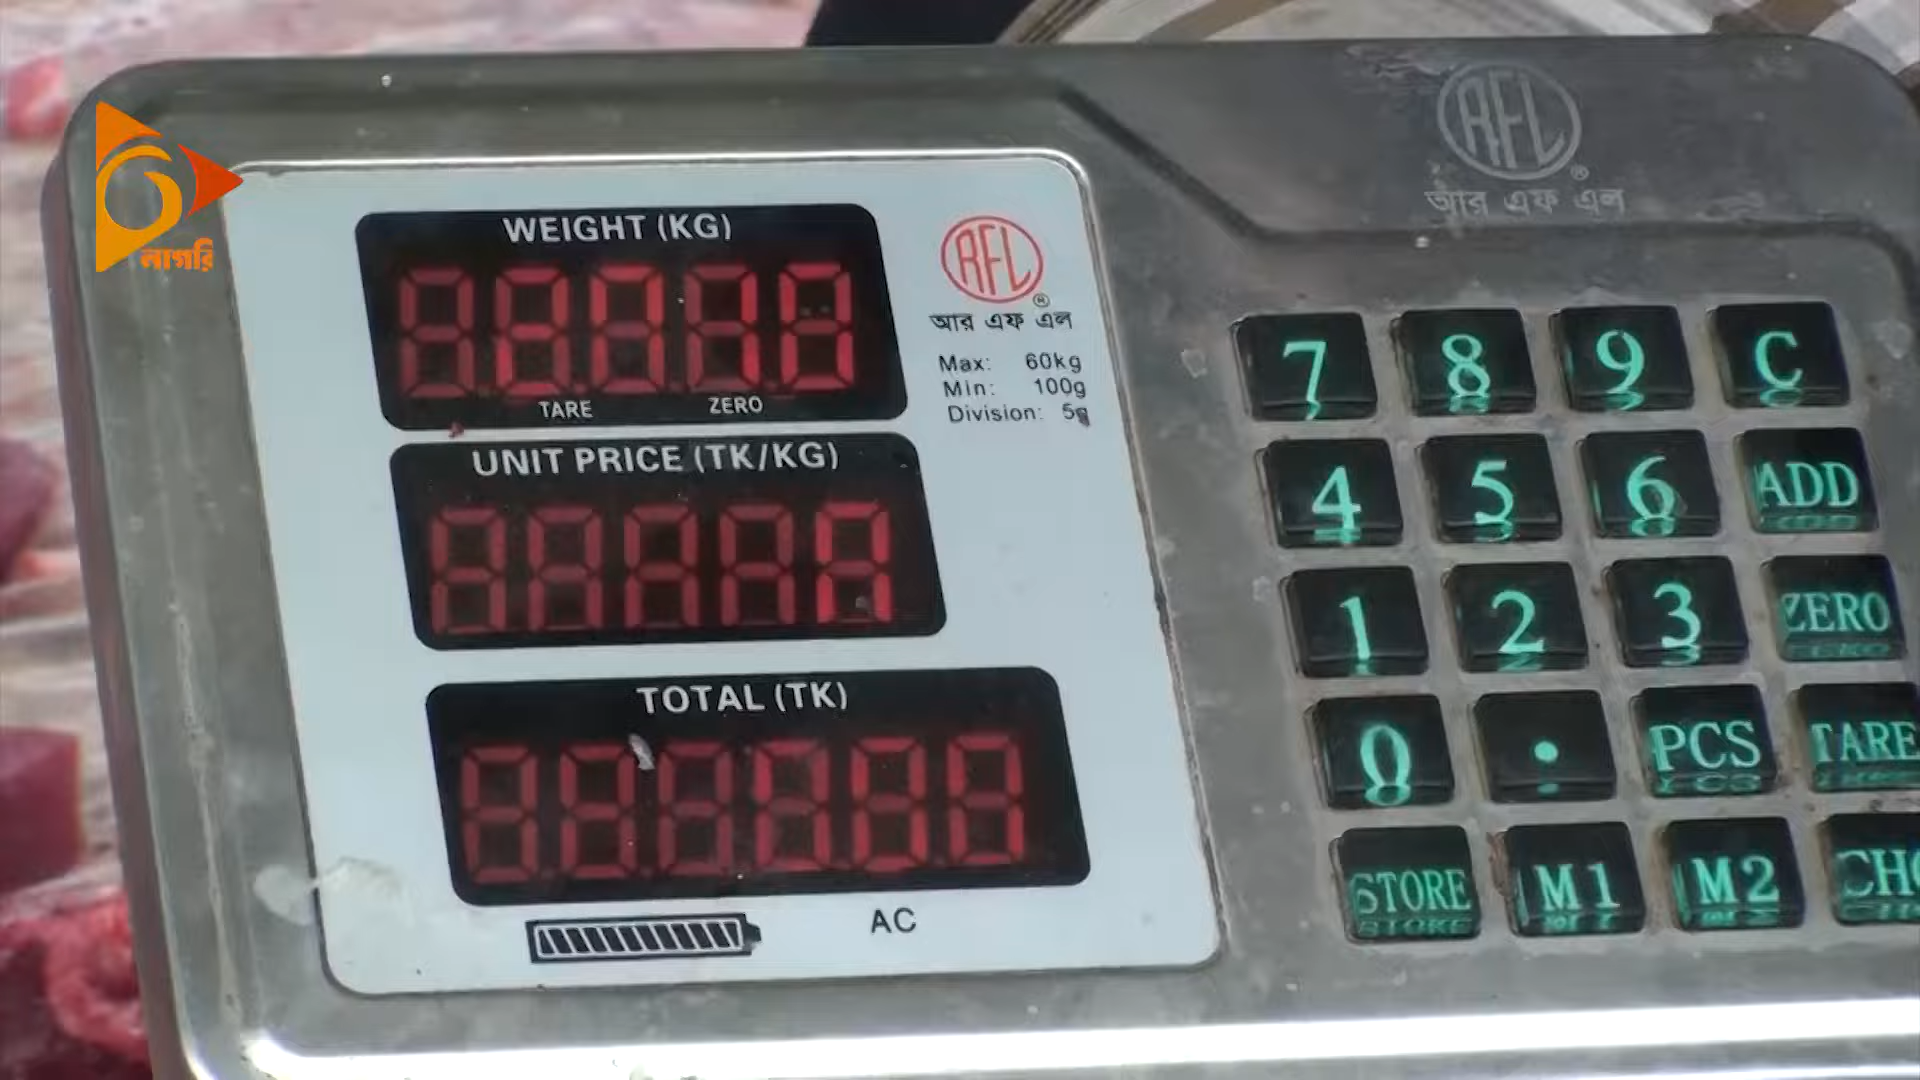 নাগরি
RFL®
আর এফ এল
WEIGHT (KG)
TARE ZERO
RFL®
আর এফ এল
Max: 60kg
Min: 100g
Division: 5g
UNIT PRICE (TK/KG)
TOTAL (TK)
AC
7 8 9 C
4 5 6 ADD
1 2 3 ZERO
0 . PCS TARE
STORE M1 M2